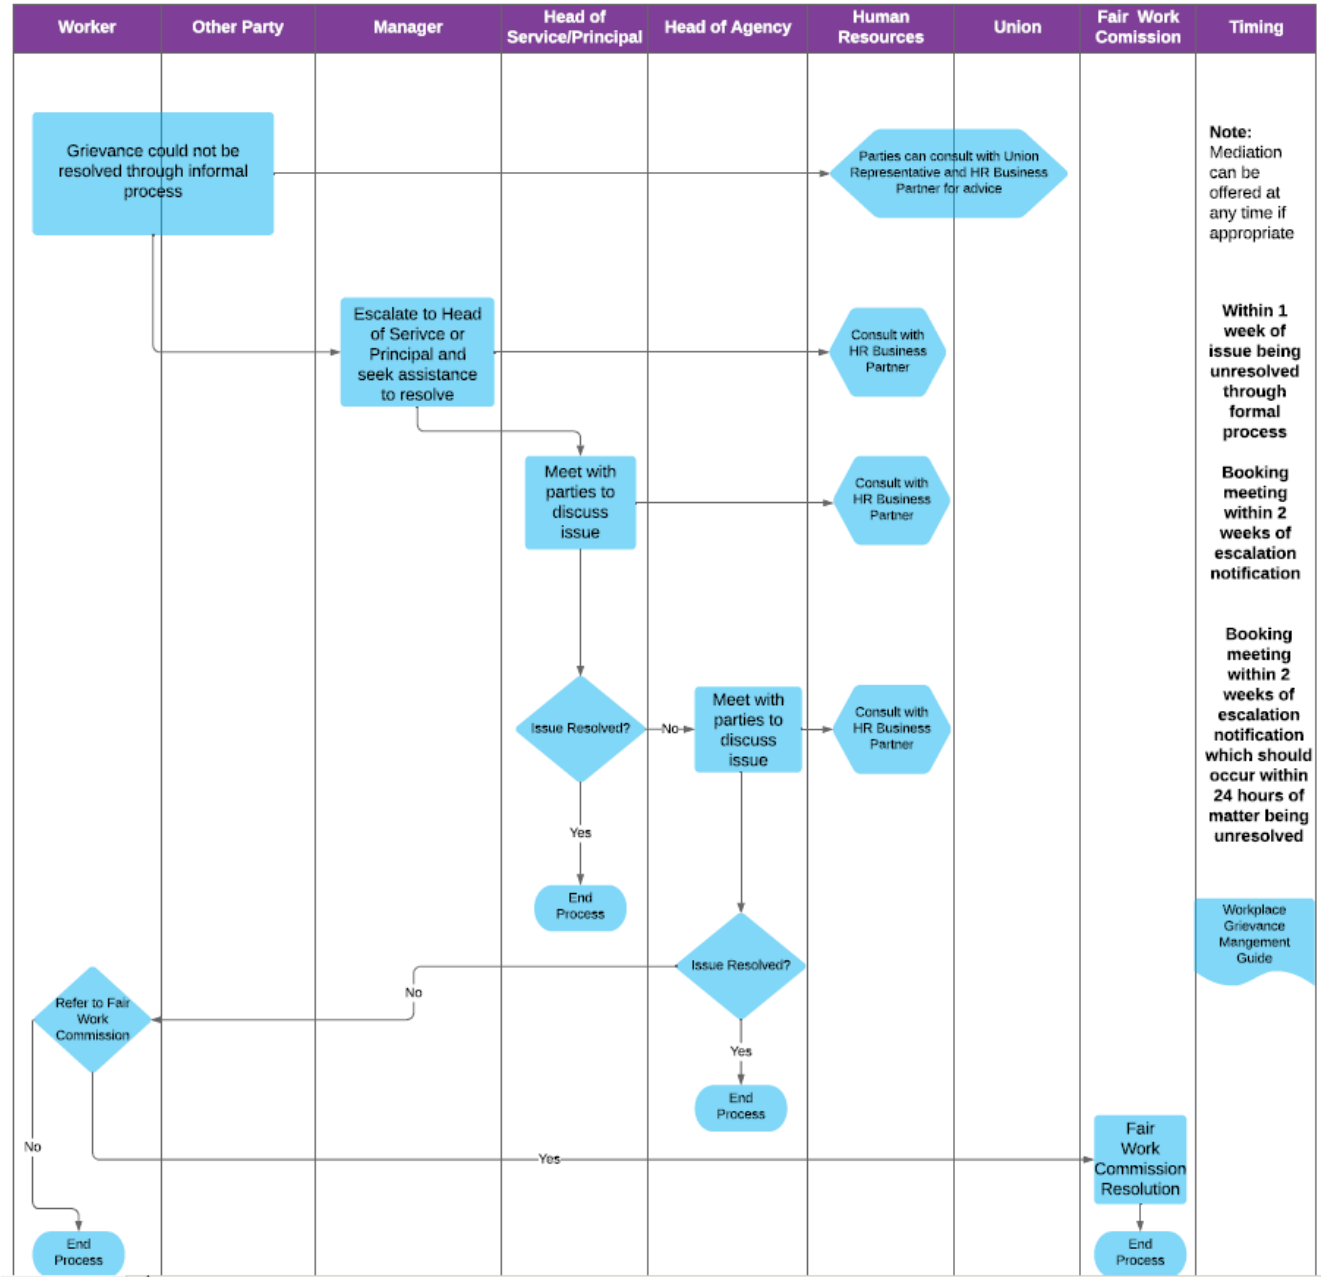 Worker
Other Party
Manager
Head of
Service/Principal
Head of Agency
Human
Resources
Union
Fair Work
Comission
Timing
Grievance could not be
resolved through informal
process
Parties can consult with Union
Representative and HR Business
Partner for advice
Note:
Mediation
can be
offered at
any time if
appropriate
Escalate to Head
of Serivce or
Principal and
seek assistance
to resolve
Consult with
HR Business
Partner
Within 1
week of
issue being
unresolved
through
formal
process
Meet with
parties to
discuss
issue
Consult with
HR Business
Partner
Booking
meeting
within 2
weeks of
escalation
notification
Issue Resolved?
No
Meet with
parties to
discuss
issue
Consult with
HR Business
Partner
Booking
meeting
within 2
weeks of
escalation
notification
which should
occur within
24 hours of
matter being
unresolved
Yes
End
Process
Workplace
Grievance
Mangement
Guide
Issue Resolved?
No
Refer to Fair
Work
Commission
Yes
End
Process
No
Yes
Fair
Work
Commission
Resolution
End
Process
End
Process